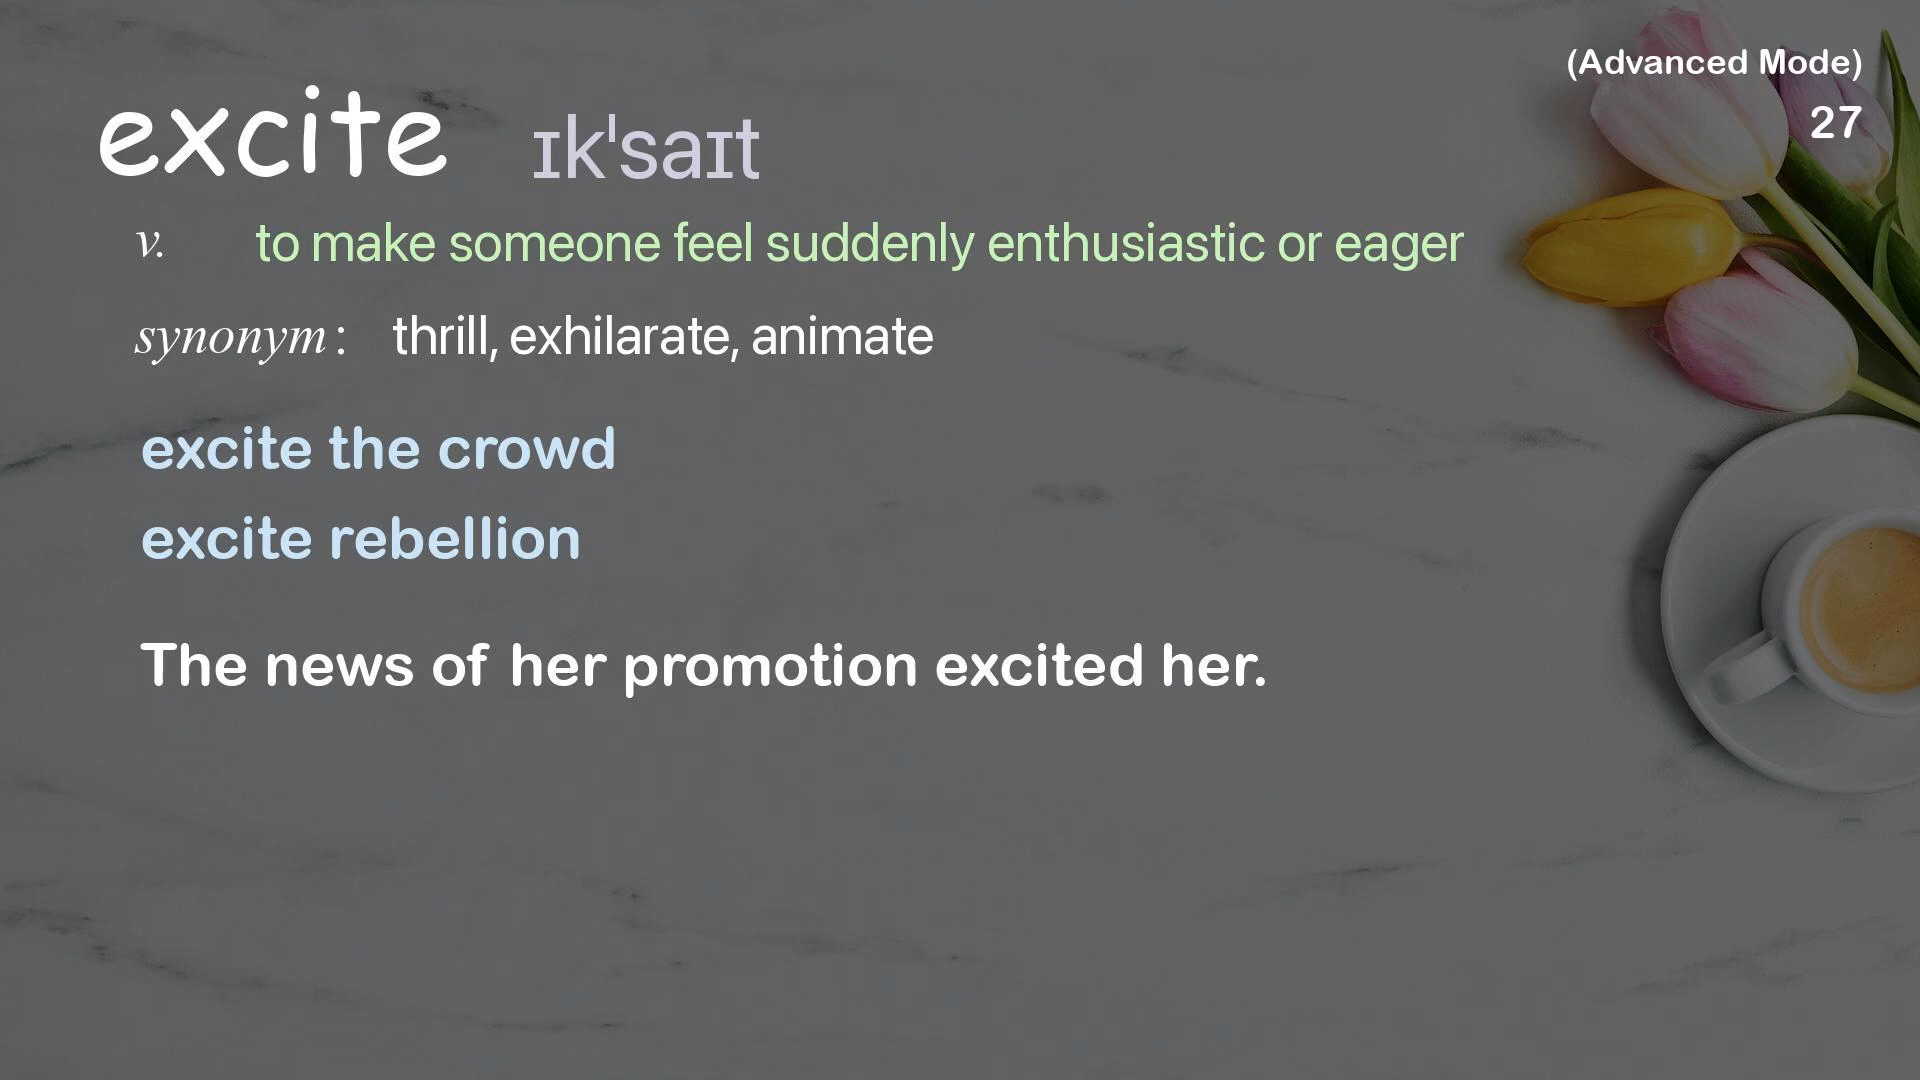 (Advanced Mode)
27
excite ɪkˈsaɪt
v. to make someone feel suddenly enthusiastic or eager
synonym: thrill, exhilarate, animate
excite the crowd
excite rebellion
The news of her promotion excited her.